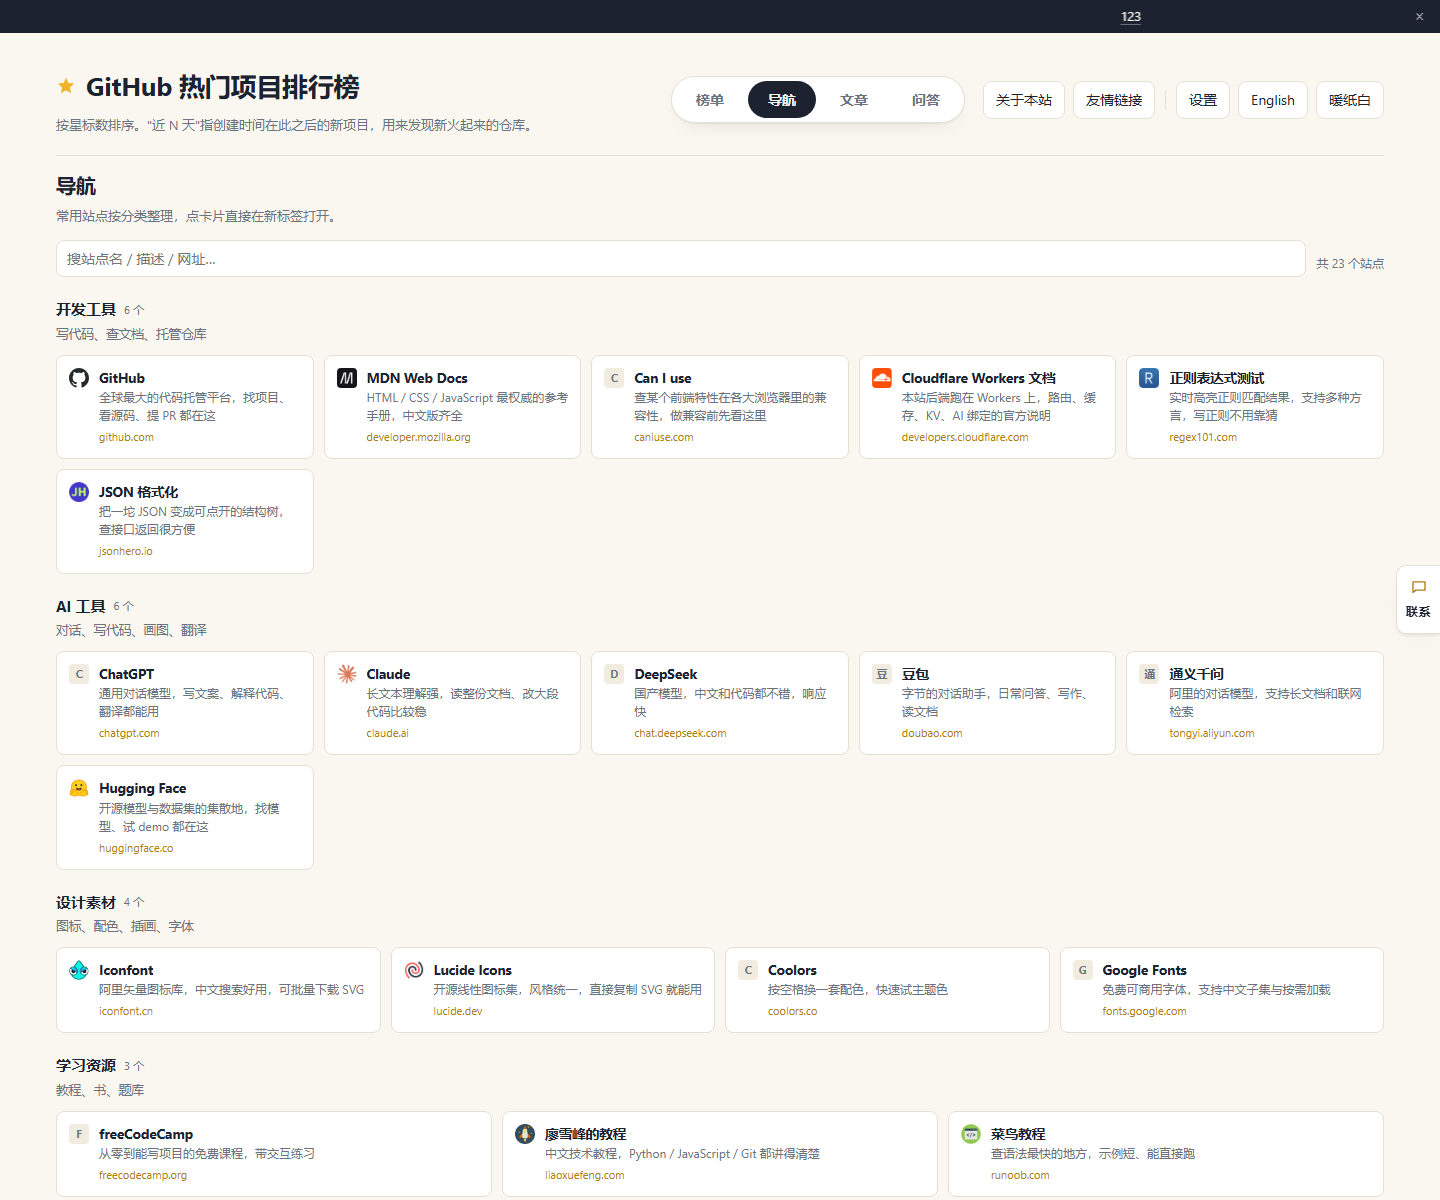 123
×
GitHub 热门项目排行榜
按星标数排序。"近 N 天"指创建时间在此之后的新项目，用来发现新火起来的仓库。
榜单
导航
文章
问答
关于本站
友情链接
设置
English
暖纸白
导航
常用站点按分类整理，点卡片直接在新标签打开。
搜站点名 / 描述 / 网址...
共 23 个站点
开发工具 6 个
写代码、查文档、托管仓库
GitHub
全球最大的代码托管平台，找项目、
看源码、提 PR 都在这
github.com
MDN Web Docs
HTML / CSS / JavaScript 最权威的参考
手册，中文版齐全
developer.mozilla.org
C
Can I use
查某个前端特性在各大浏览器里的兼
容性，做兼容前先看这里
caniuse.com
Cloudflare Workers 文档
本站后端跑在 Workers 上，路由、缓
存、KV、AI 绑定的官方说明
developers.cloudflare.com
R
正则表达式测试
实时高亮正则匹配结果，支持多种方
言，写正则不用靠猜
regex101.com
JH
JSON 格式化
把一坨 JSON 变成可点开的结构树，
查接口返回很方便
jsonhero.io
联系
AI 工具 6 个
对话、写代码、画图、翻译
C
ChatGPT
通用对话模型，写文案、解释代码、
翻译都能用
chatgpt.com
Claude
长文本理解强，读整份文档、改大段
代码比较稳
claude.ai
D
DeepSeek
国产模型，中文和代码都不错，响应
快
chat.deepseek.com
豆
豆包
字节的对话助手，日常问答、写作、
读文档
doubao.com
通
通义千问
阿里的对话模型，支持长文档和联网
检索
tongyi.aliyun.com
Hugging Face
开源模型与数据集的集散地，找模
型、试 demo 都在这
huggingface.co
设计素材 4 个
图标、配色、插画、字体
Iconfont
阿里矢量图标库，中文搜索好用，可批量下载 SVG
iconfont.cn
Lucide Icons
开源线性图标集，风格统一，直接复制 SVG 就能用
lucide.dev
C
Coolors
按空格换一套配色，快速试主题色
coolors.co
G
Google Fonts
免费可商用字体，支持中文子集与按需加载
fonts.google.com
学习资源 3 个
教程、书、题库
F
freeCodeCamp
从零到能写项目的免费课程，带交互练习
freecodecamp.org
廖雪峰的教程
中文技术教程，Python / JavaScript / Git 都讲得清楚
liaoxuefeng.com
菜鸟教程
查语法最快的地方，示例短、能直接跑
runoob.com